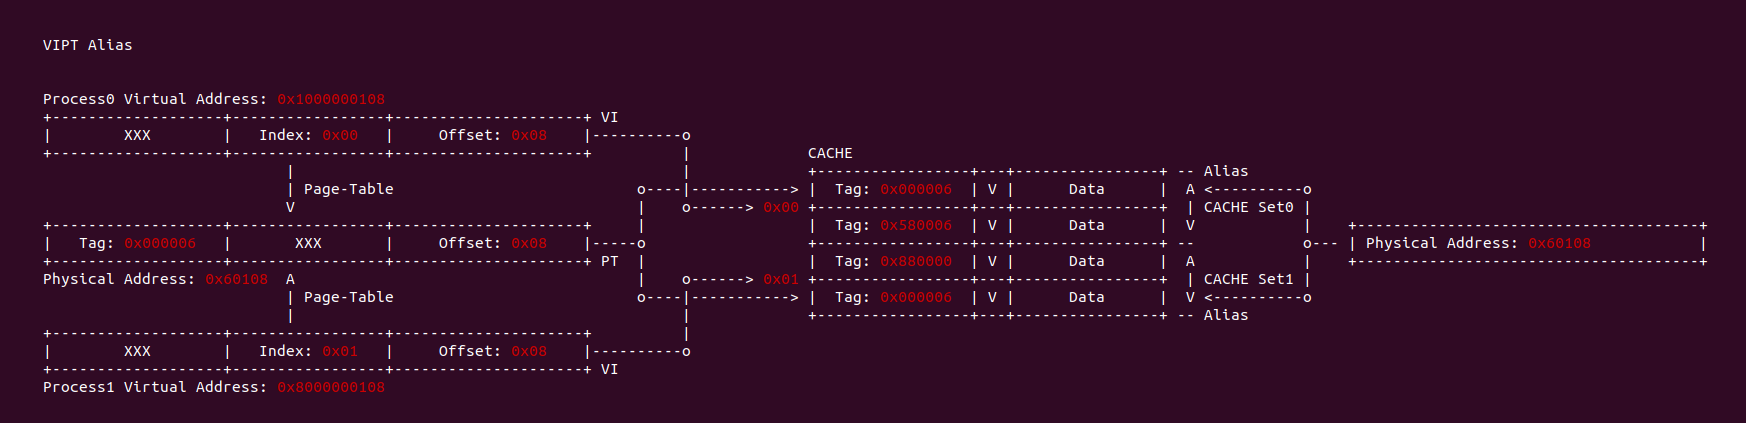 VIPT Alias
Process0 Virtual Address: 0x1000000108
+-------------------+-----------------+---------------------+ VI
|        XXX        |   Index: 0x00   |     Offset: 0x08    |----------o
+-------------------+-----------------+---------------------+          |             CACHE
                           |                                           |             +-----------------+---+----------------+ -- Alias
                           | Page-Table                           o----|-----------> |  Tag: 0x000006  | V |      Data      |  A <----------o
                           V                                      |    o------> 0x00 +-----------------+---+----------------+  | CACHE Set0 |
+-------------------+-----------------+---------------------+     |                  |  Tag: 0x580006  | V |      Data      |  V            |    +--------------------------------------+
|   Tag: 0x000006   |       XXX       |     Offset: 0x08    |-----o                  +-----------------+---+----------------+ --            o--- | Physical Address: 0x60108            |
+-------------------+-----------------+---------------------+ PT  |                  |  Tag: 0x880000  | V |      Data      |  A            |    +--------------------------------------+
Physical Address: 0x60108  A                                      |    o------> 0x01 +-----------------+---+----------------+  | CACHE Set1 |
                           | Page-Table                           o----|-----------> |  Tag: 0x000006  | V |      Data      |  V <----------o
                           |                                           |             +-----------------+---+----------------+ -- Alias
+-------------------+-----------------+---------------------+          |
|        XXX        |   Index: 0x01   |     Offset: 0x08    |----------o
+-------------------+-----------------+---------------------+ VI
Process1 Virtual Address: 0x8000000108